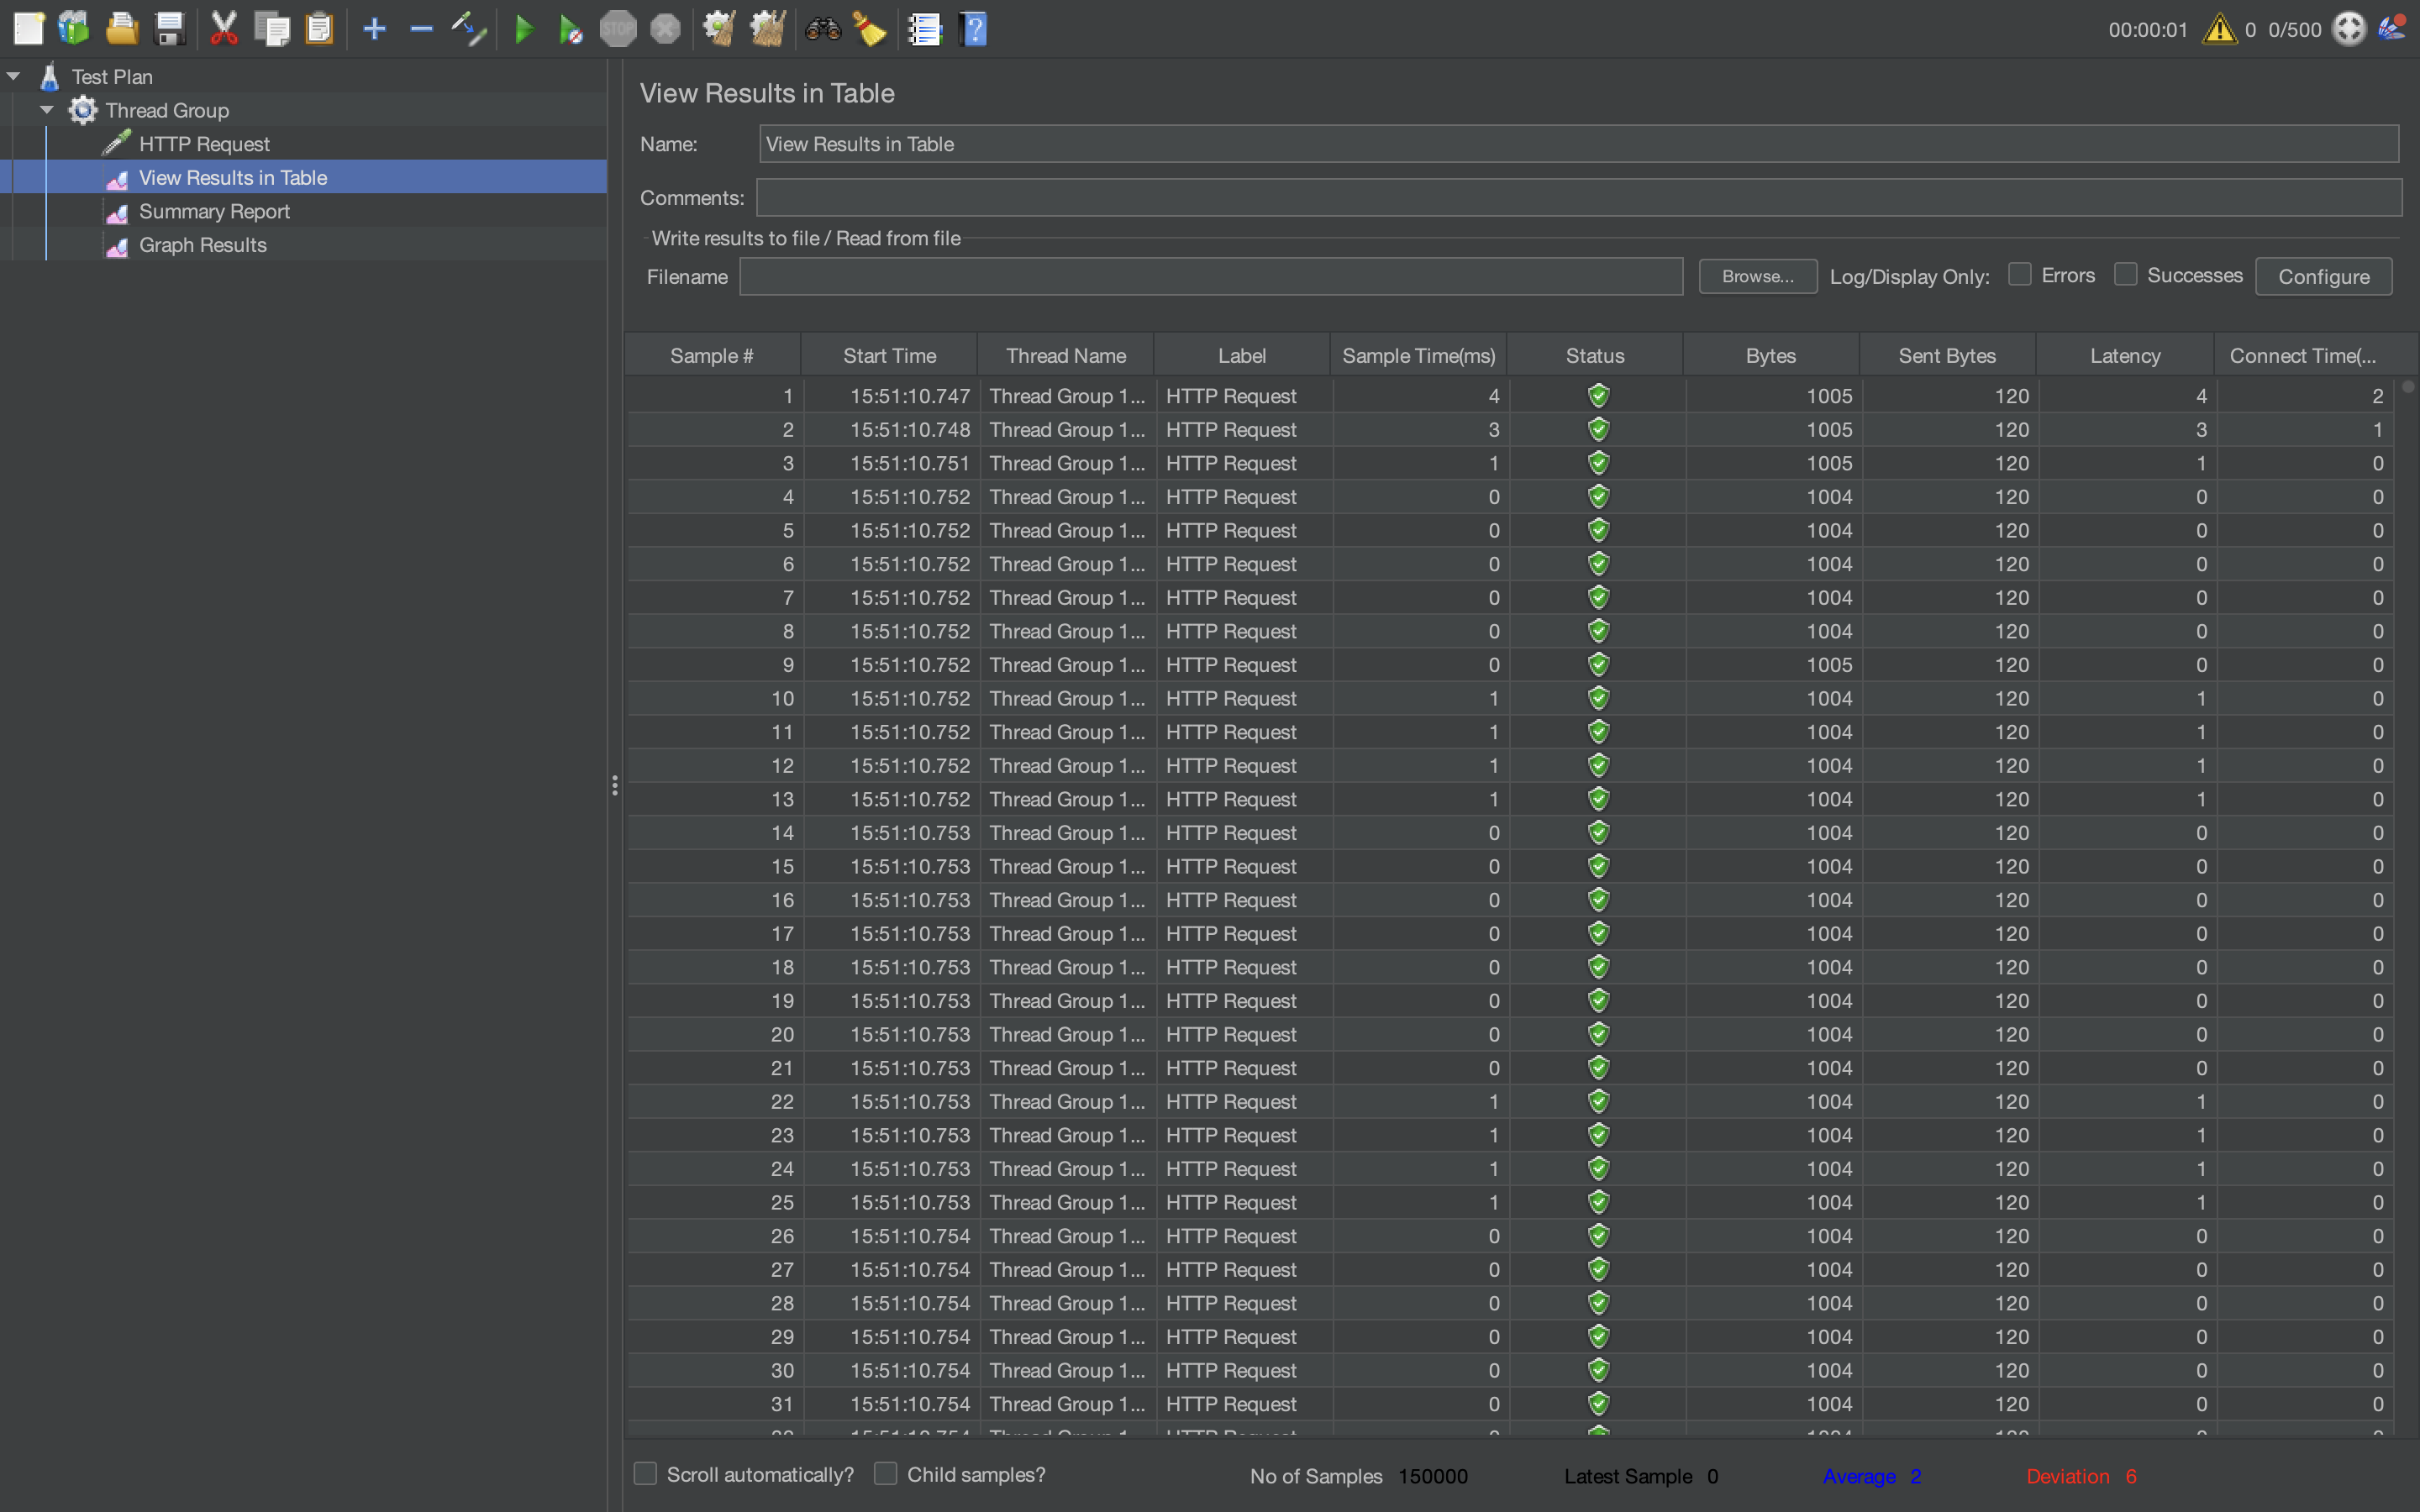 STOP
00:00:01 0 0/500
Test Plan
Thread Group
HTTP Request
View Results in Table
Summary Report
Graph Results
View Results in Table
Name: View Results in Table
Comments:
Write results to file / Read from file
Filename Browse... Log/Display Only: Errors Successes Configure
Sample # Start Time Thread Name Label Sample Time(ms) Status Bytes Sent Bytes Latency Connect Time(...
1 15:51:10.747 Thread Group 1... HTTP Request 4 1005 120 4 2
2 15:51:10.748 Thread Group 1... HTTP Request 3 1005 120 3 1
3 15:51:10.751 Thread Group 1... HTTP Request 1 1005 120 1 0
4 15:51:10.752 Thread Group 1... HTTP Request 0 1004 120 0 0
5 15:51:10.752 Thread Group 1... HTTP Request 0 1004 120 0 0
6 15:51:10.752 Thread Group 1... HTTP Request 0 1004 120 0 0
7 15:51:10.752 Thread Group 1... HTTP Request 0 1004 120 0 0
8 15:51:10.752 Thread Group 1... HTTP Request 0 1004 120 0 0
9 15:51:10.752 Thread Group 1... HTTP Request 0 1005 120 0 0
10 15:51:10.752 Thread Group 1... HTTP Request 1 1004 120 1 0
11 15:51:10.752 Thread Group 1... HTTP Request 1 1004 120 1 0
12 15:51:10.752 Thread Group 1... HTTP Request 1 1004 120 1 0
13 15:51:10.752 Thread Group 1... HTTP Request 1 1004 120 1 0
14 15:51:10.753 Thread Group 1... HTTP Request 0 1004 120 0 0
15 15:51:10.753 Thread Group 1... HTTP Request 0 1004 120 0 0
16 15:51:10.753 Thread Group 1... HTTP Request 0 1004 120 0 0
17 15:51:10.753 Thread Group 1... HTTP Request 0 1004 120 0 0
18 15:51:10.753 Thread Group 1... HTTP Request 0 1004 120 0 0
19 15:51:10.753 Thread Group 1... HTTP Request 0 1004 120 0 0
20 15:51:10.753 Thread Group 1... HTTP Request 0 1004 120 0 0
21 15:51:10.753 Thread Group 1... HTTP Request 0 1004 120 0 0
22 15:51:10.753 Thread Group 1... HTTP Request 1 1004 120 1 0
23 15:51:10.753 Thread Group 1... HTTP Request 1 1004 120 1 0
24 15:51:10.753 Thread Group 1... HTTP Request 1 1004 120 1 0
25 15:51:10.753 Thread Group 1... HTTP Request 1 1004 120 1 0
26 15:51:10.754 Thread Group 1... HTTP Request 0 1004 120 0 0
27 15:51:10.754 Thread Group 1... HTTP Request 0 1004 120 0 0
28 15:51:10.754 Thread Group 1... HTTP Request 0 1004 120 0 0
29 15:51:10.754 Thread Group 1... HTTP Request 0 1004 120 0 0
30 15:51:10.754 Thread Group 1... HTTP Request 0 1004 120 0 0
31 15:51:10.754 Thread Group 1... HTTP Request 0 1004 120 0 0
Scroll automatically? Child samples? No of Samples 150000 Latest Sample 0 Average 2 Deviation 6